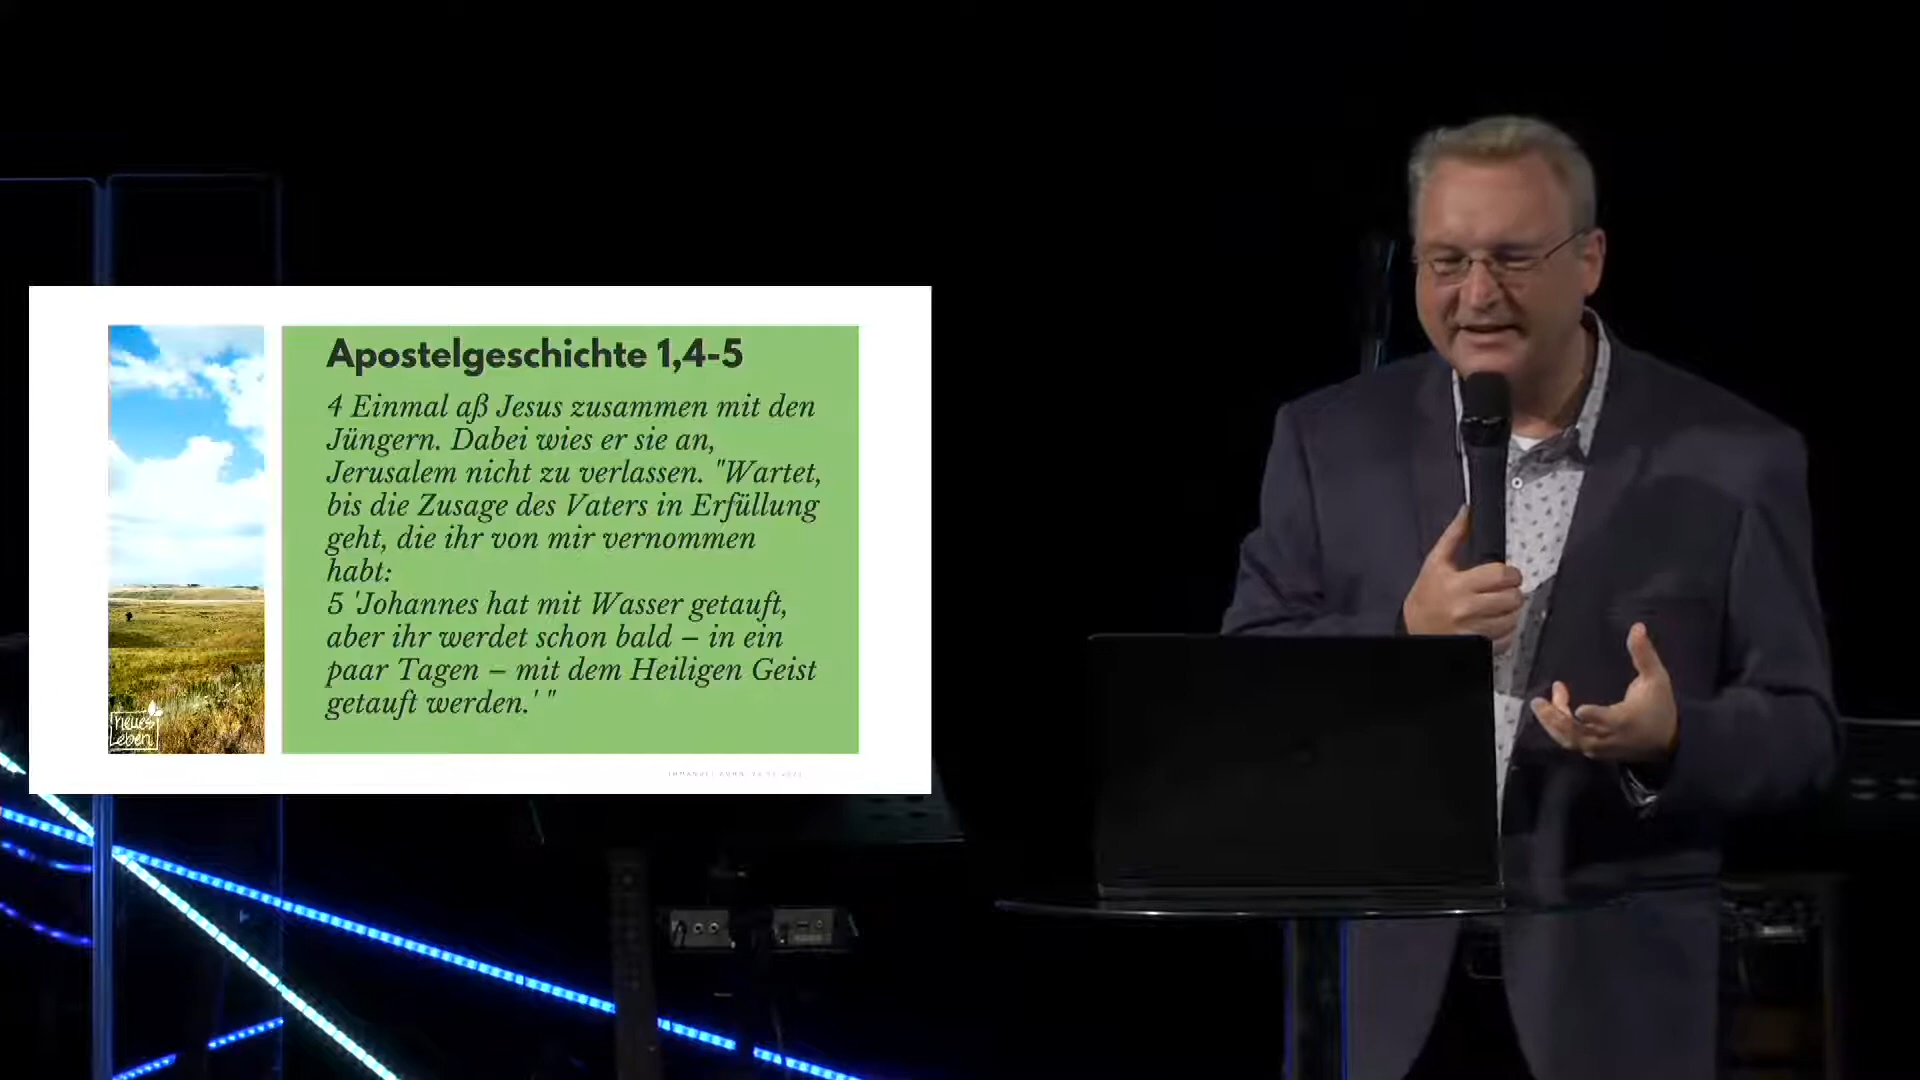 Apostelgeschichte 1,4-5
4 Einmal aß Jesus zusammen mit den
Jüngern. Dabei wies er sie an,
Jerusalem nicht zu verlassen. "Wartet,
bis die Zusage des Vaters in Erfüllung
geht, die ihr von mir vernommen
habt:
5 'Johannes hat mit Wasser getauft,
aber ihr werdet schon bald – in ein
paar Tagen – mit dem Heiligen Geist
getauft werden.' "
neues
Leben